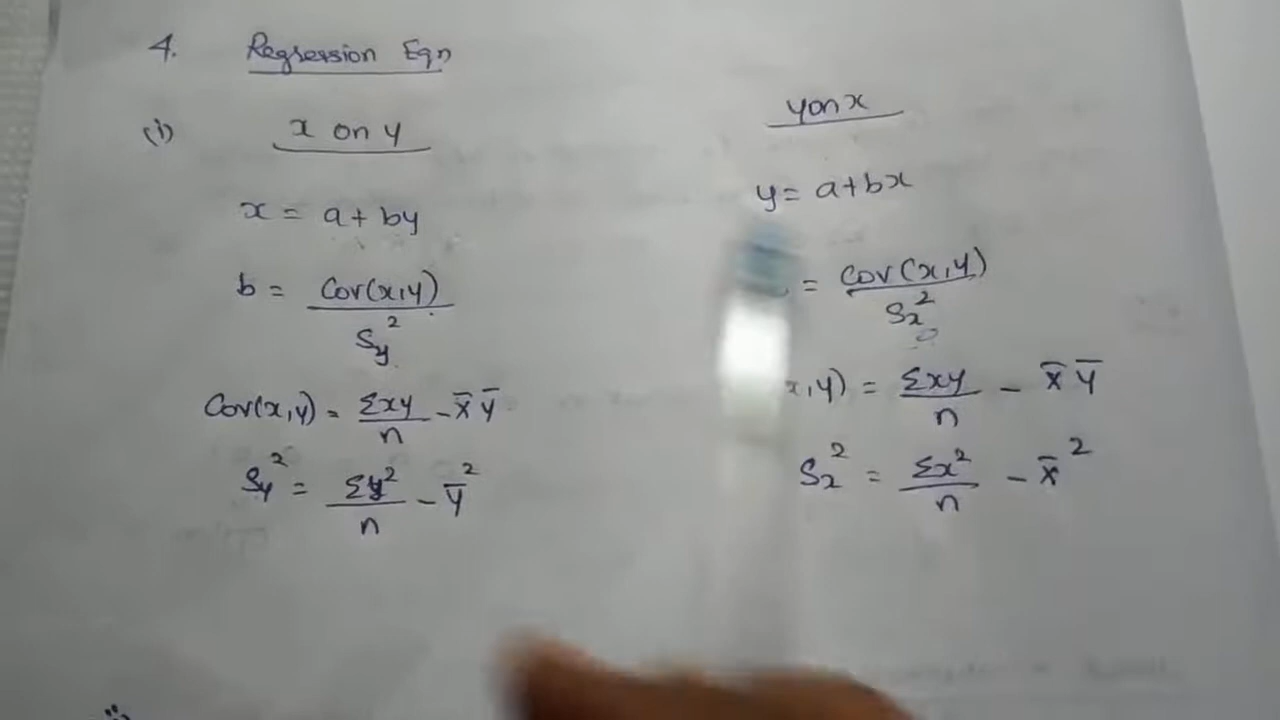 4. Regression Eqn
(i) x on y
x = a + by
b = Cov(x,y) / Sy²
Cov(x,y) = Σxy / n - x̄ ȳ
Sy² = Σy² / n - ȳ²
y on x
y = a + bx
= Cov(x,y) / Sx²
x,y) = Σxy / n - x̄ ȳ
Sx² = Σx² / n - x̄²